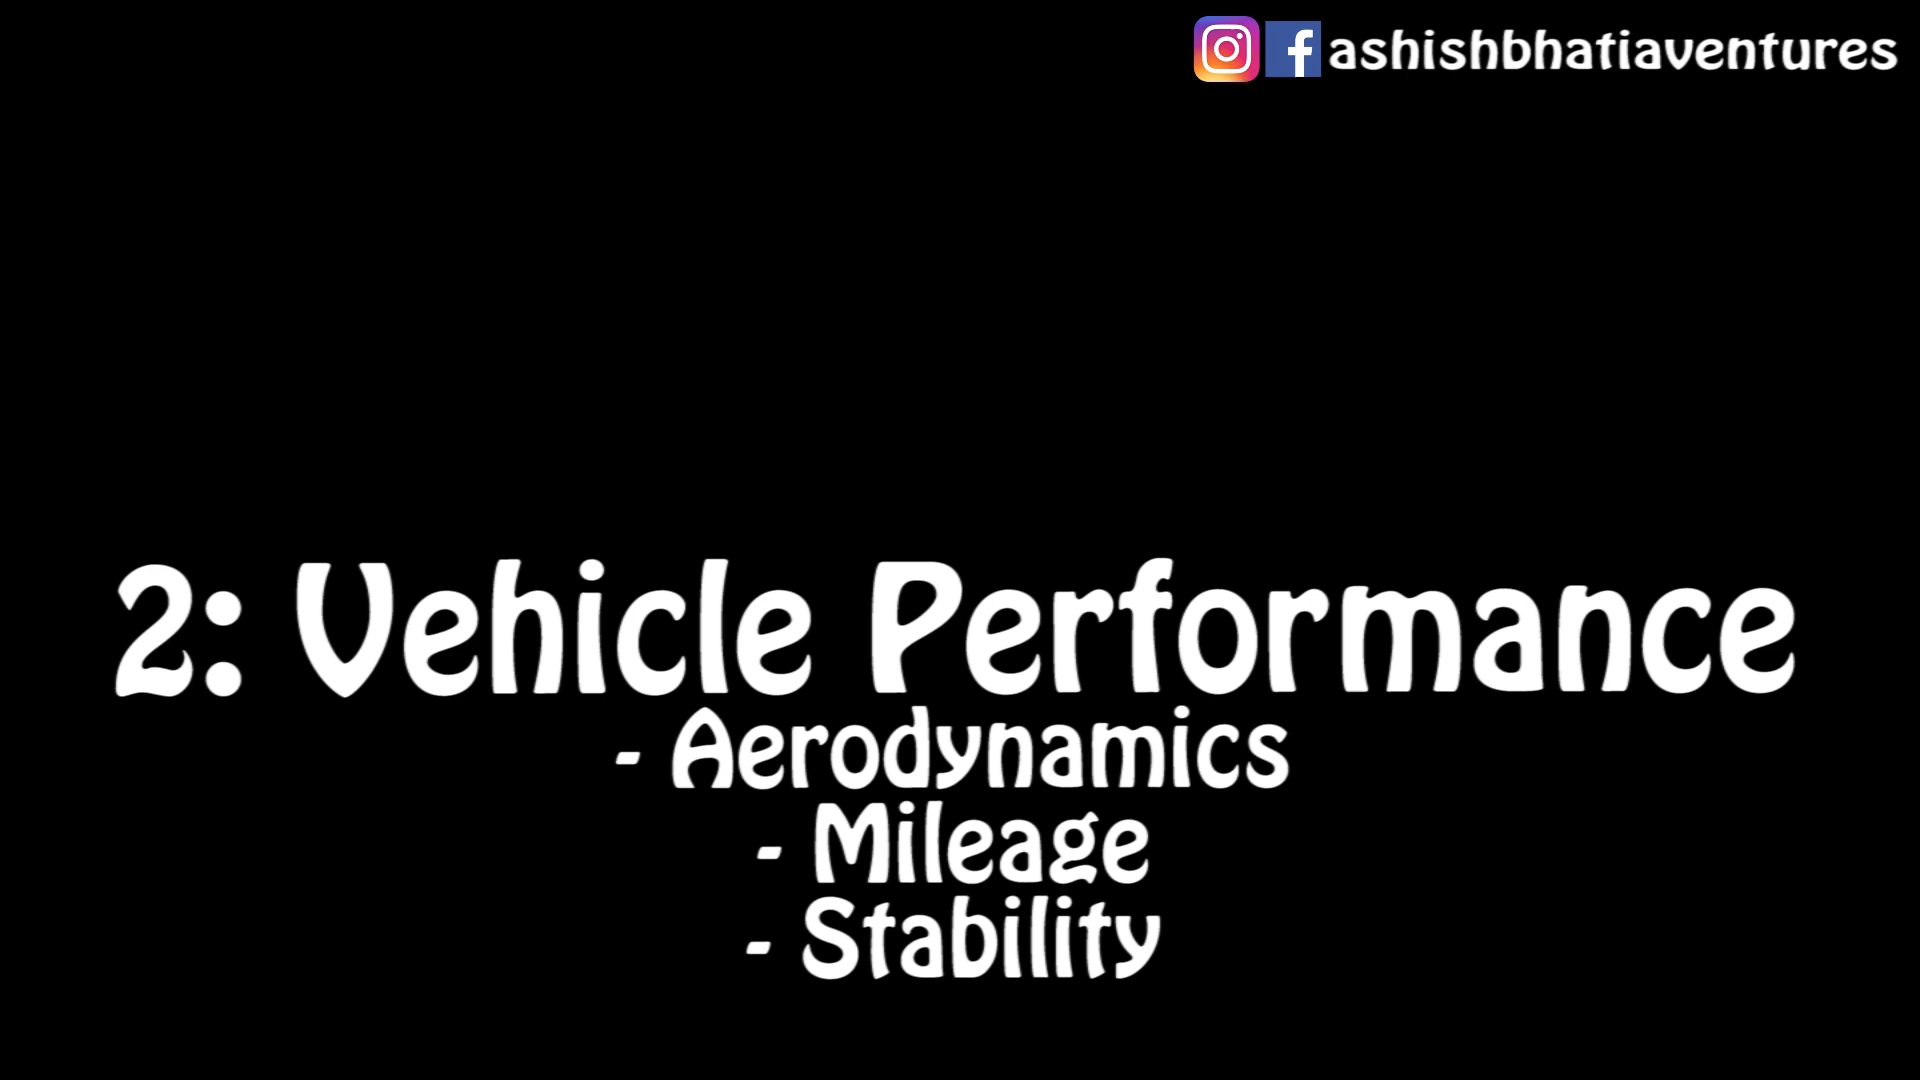 ashishbhatiaventures
2: Vehicle Performance
- Aerodynamics
- Mileage
- Stability